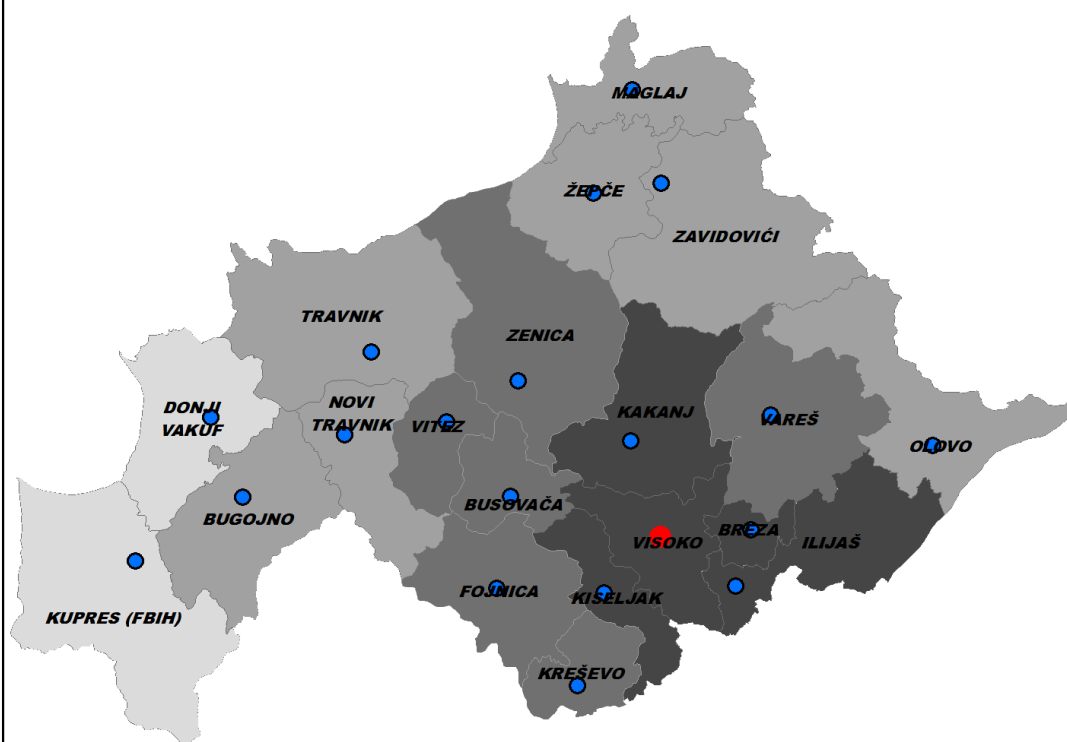 MAGLAJ
ŽEPČE
ZAVIDOVIĆI
TRAVNIK
ZENICA
DONJI
VAKUF
NOVI
TRAVNIK
VITEZ
KAKANJ
VAREŠ
OLOVO
BUSOVAČA
BUGOJNO
VISOKO
BREZA
ILIJAŠ
FOJNICA
KISELJAK
KUPRES (FBIH)
KREŠEVO